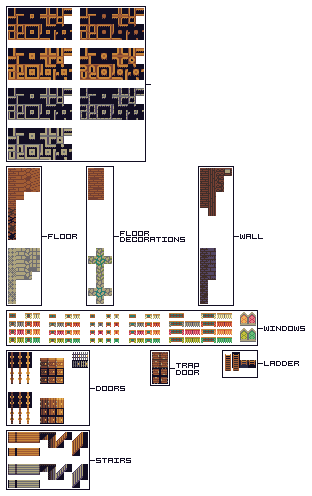 FLOOR
FLOOR
DECORATIONS
WALL
WINDOWS
DOORS
TRAP
DOOR
LADDER
STAIRS